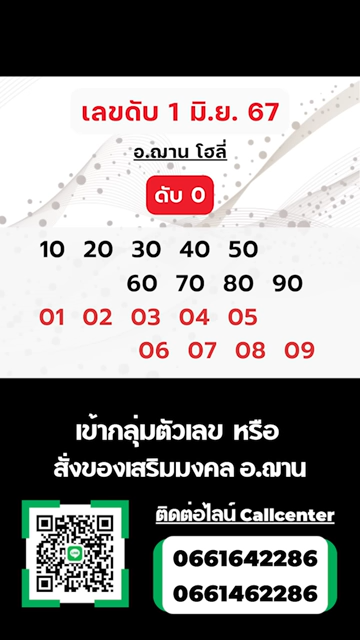 เลขดับ 1 มิ.ย. 67
อ.ฌาน โฮลี่
ดับ 0
10 20 30 40 50
60 70 80 90
01 02 03 04 05
06 07 08 09
เข้ากลุ่มตัวเลข หรือ
สั่งของเสริมมงคล อ.ฌาน
ติดต่อไลน์ Callcenter
0661642286
0661462286